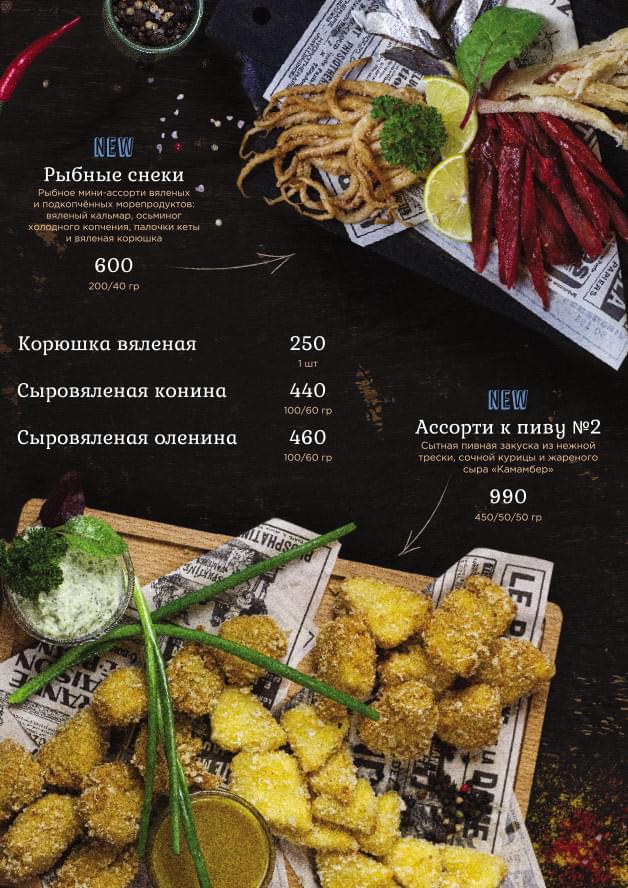 NEW
Рыбные снеки
Рыбное мини-ассорти вяленых
и подкопчённых морепродуктов:
вяленый кальмар, осьминог
холодного копчения, палочки кеты
и вяленая корюшка
600
200/40 гр
Корюшка вяленая 250
1 шт
Сыровяленая конина 440
100/60 гр
Сыровяленая оленина 460
100/60 гр
NEW
Ассорти к пиву №2
Сытная пивная закуска из нежной
трески, сочной курицы и жареного
сыра «Камамбер»
990
450/50/50 гр